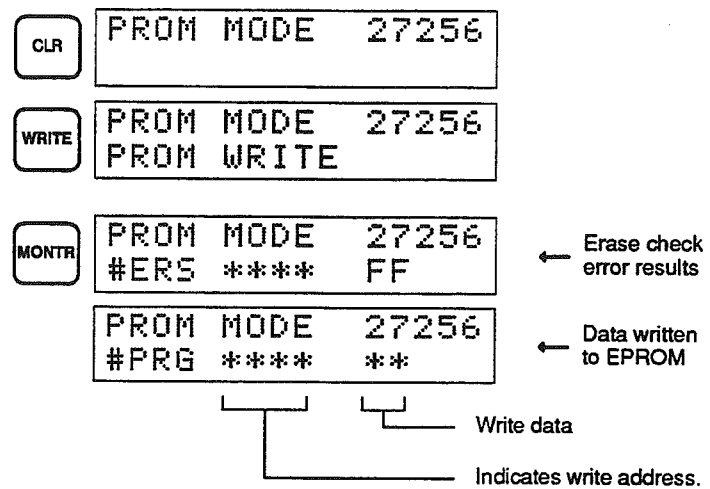 CLR
PROM MODE 27256
WRITE
PROM MODE 27256
PROM WRITE
MONTR
PROM MODE 27256
#ERS **** FF
Erase check
error results
PROM MODE 27256
#PRG **** **
Data written
to EPROM
Write data
Indicates write address.